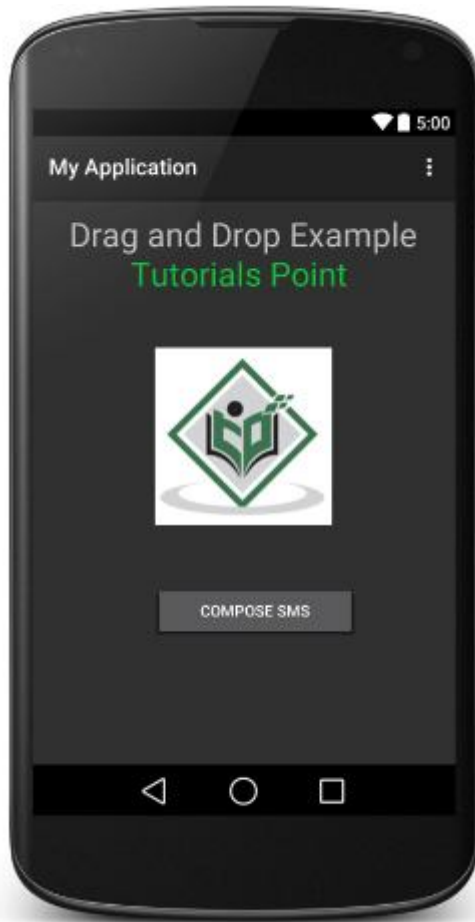 5:00
My Application
Drag and Drop Example
Tutorials Point
COMPOSE SMS